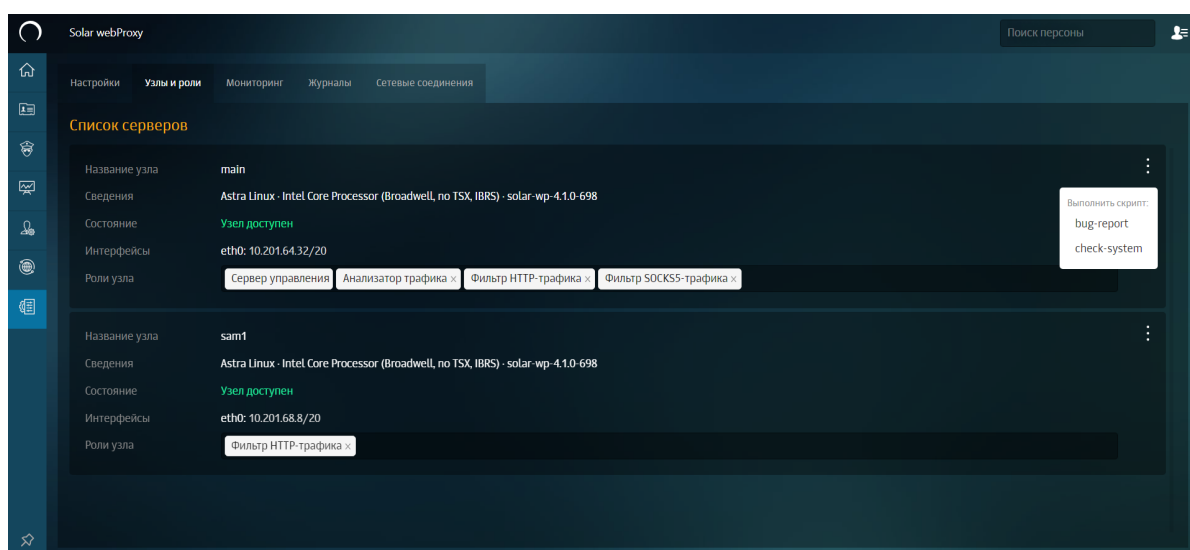 Solar webProxy
Поиск персоны
Настройки Узлы и роли Мониторинг Журналы Сетевые соединения
Список серверов
Название узла main
Сведения Astra Linux · Intel Core Processor (Broadwell, no TSX, IBRS) · solar-wp-4.1.0-698
Выполнить скрипт:
Состояние Узел доступен
bug-report
check-system
Интерфейсы eth0: 10.201.64.32/20
Роли узла Сервер управления Анализатор трафика × Фильтр HTTP-трафика × Фильтр SOCKS5-трафика ×
Название узла sam1
Сведения Astra Linux · Intel Core Processor (Broadwell, no TSX, IBRS) · solar-wp-4.1.0-698
Состояние Узел доступен
Интерфейсы eth0: 10.201.68.8/20
Роли узла Фильтр HTTP-трафика ×